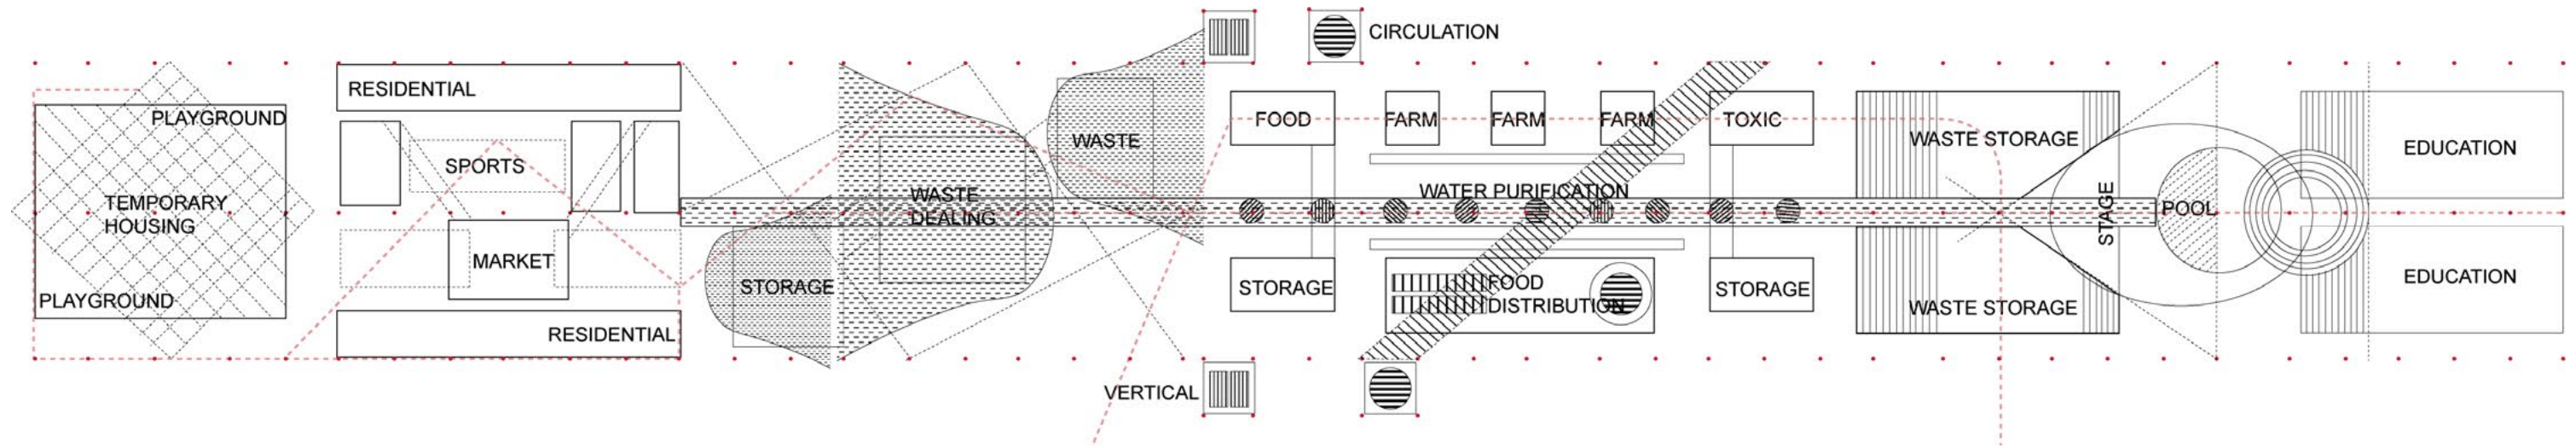 PLAYGROUND
TEMPORARY
HOUSING
PLAYGROUND
RESIDENTIAL
SPORTS
MARKET
RESIDENTIAL
STORAGE
WASTE
DEALING
WASTE
VERTICAL
CIRCULATION
FOOD
FARM
FARM
FARM
TOXIC
WATER PURIFICATION
STORAGE
FOOD
DISTRIBUTION
STORAGE
WASTE STORAGE
WASTE STORAGE
STAGE
POOL
EDUCATION
EDUCATION